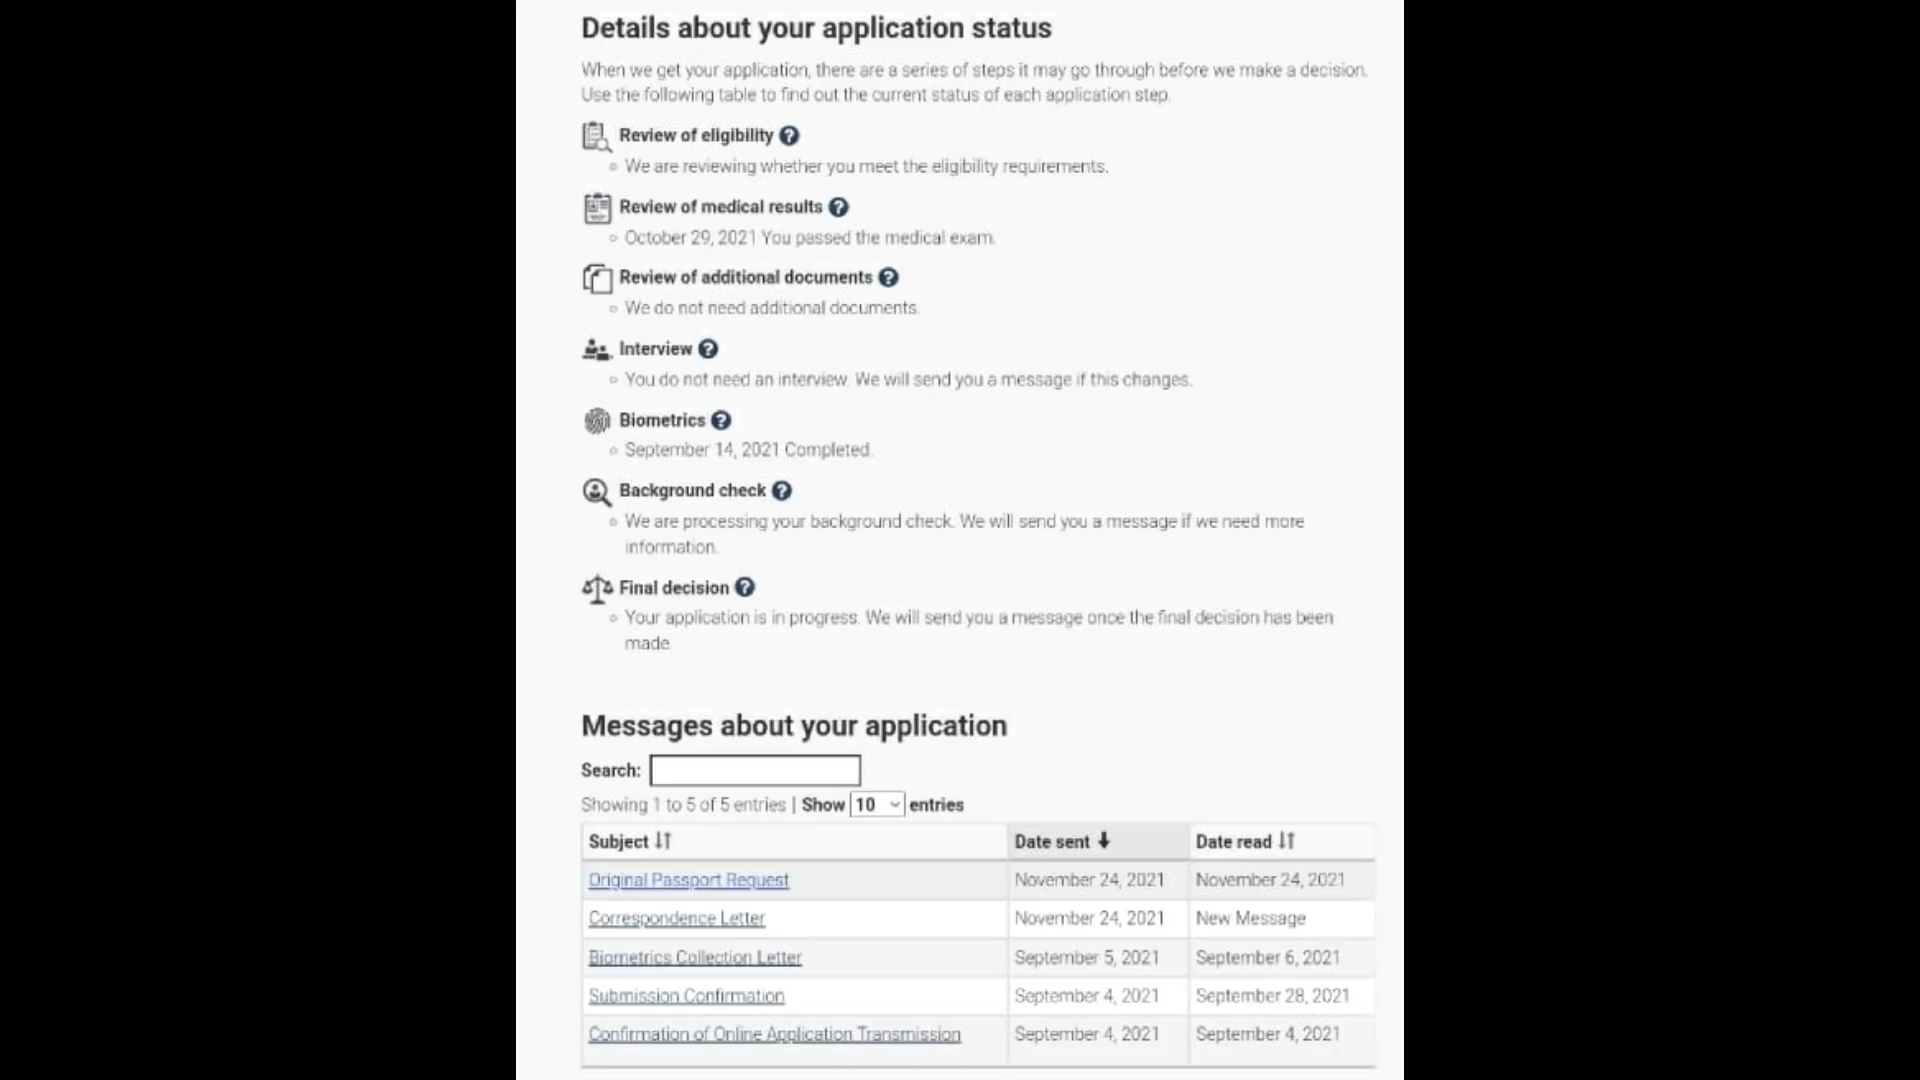 Details about your application status
When we get your application, there are a series of steps it may go through before we make a decision.
Use the following table to find out the current status of each application step.
Review of eligibility ?
We are reviewing whether you meet the eligibility requirements.
Review of medical results ?
October 29, 2021 You passed the medical exam.
Review of additional documents ?
We do not need additional documents.
Interview ?
You do not need an interview. We will send you a message if this changes.
Biometrics ?
September 14, 2021 Completed.
Background check ?
We are processing your background check. We will send you a message if we need more
information.
Final decision ?
Your application is in progress. We will send you a message once the final decision has been
made.
Messages about your application
Search:
Showing 1 to 5 of 5 entries | Show 10 entries
Subject Date sent Date read
Original Passport Request November 24, 2021 November 24, 2021
Correspondence Letter November 24, 2021 New Message
Biometrics Collection Letter September 5, 2021 September 6, 2021
Submission Confirmation September 4, 2021 September 28, 2021
Confirmation of Online Application Transmission September 4, 2021 September 4, 2021